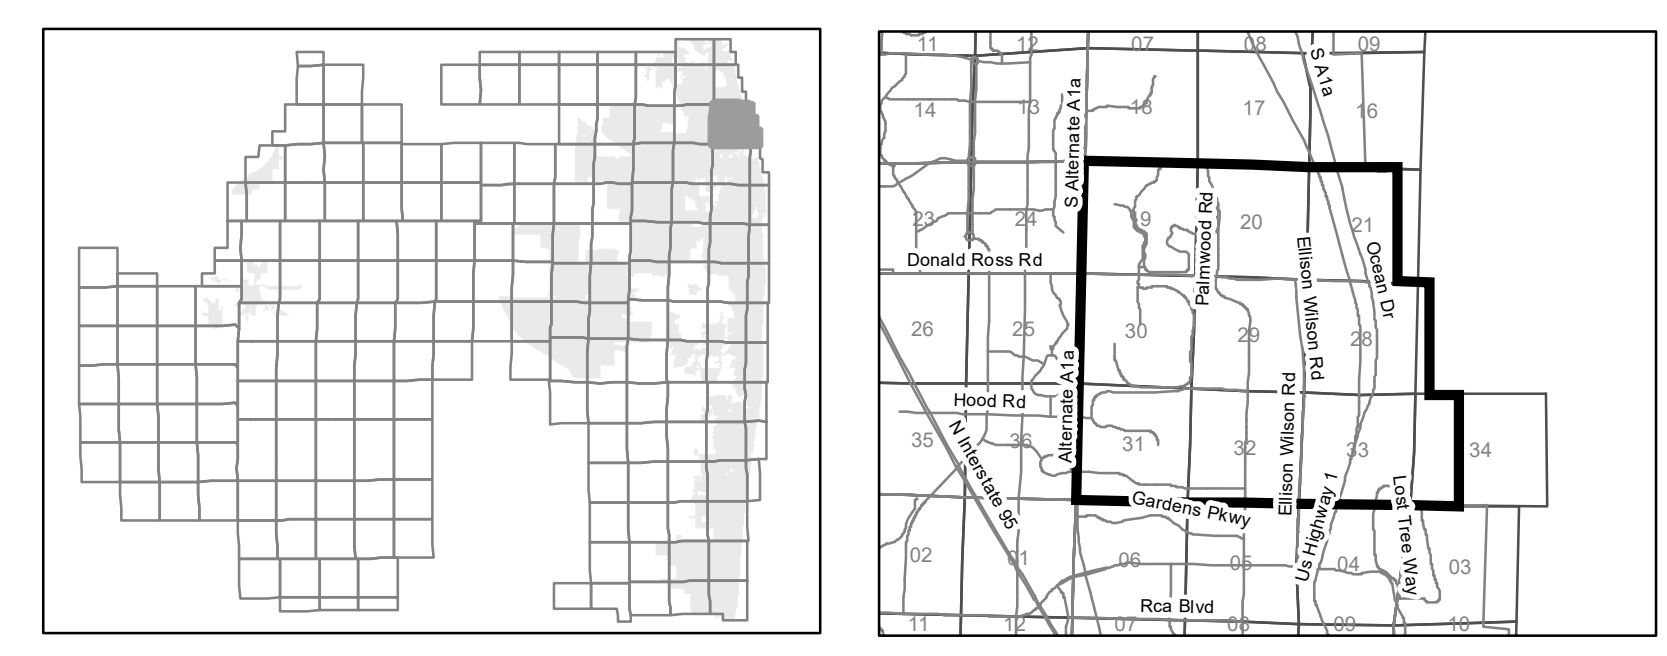 11 12 07 08 09
S A1a
14 13 18 17 16
S Alternate A1a
23 24 19 20 21
Palmwood Rd
Donald Ross Rd
Ellison Wilson Rd
Ocean Dr
26 25 30 29 28
Alternate A1a
Hood Rd
Ellison Wilson Rd
35 36 31 32 33 34
N Interstate 95
Gardens Pkwy
Us Highway 1
Lost Tree Way
02 01 06 05 04 03
Rca Blvd
11 12 07 08 09 10